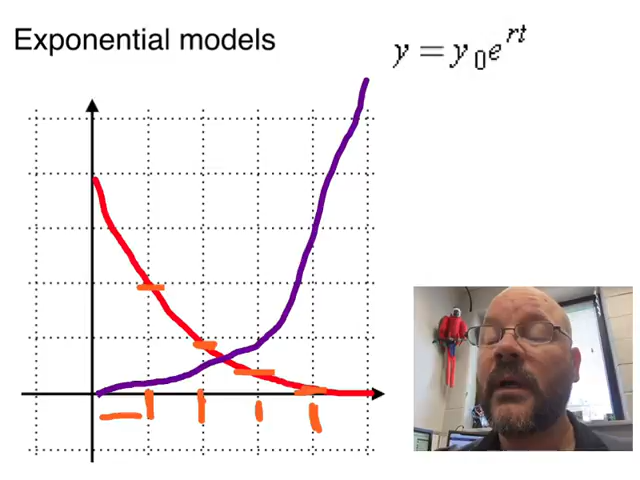 Exponential models
y = y₀e^{rt}